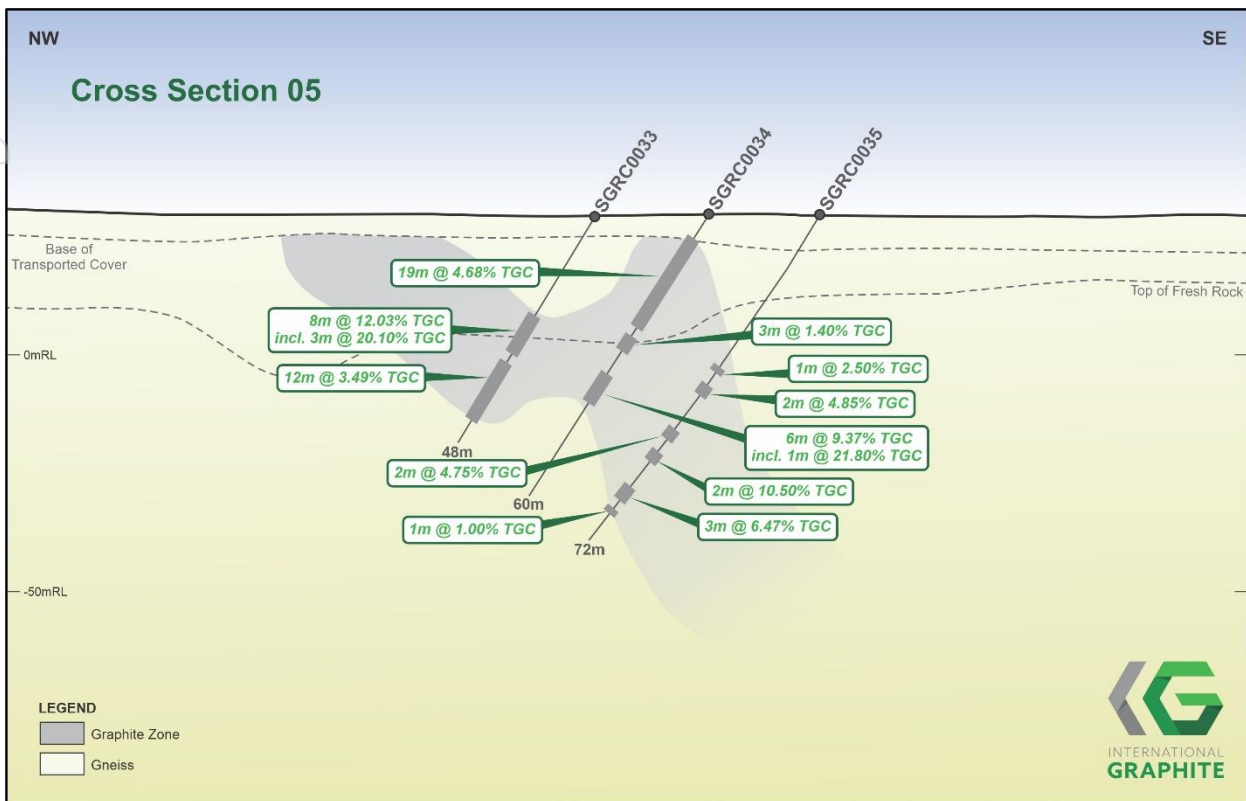 NW
SE
Cross Section 05
SGRC0033
SGRC0034
SGRC0035
Base of
Transported Cover
19m @ 4.68% TGC
Top of Fresh Rock
8m @ 12.03% TGC
incl. 3m @ 20.10% TGC
3m @ 1.40% TGC
0mRL
12m @ 3.49% TGC
1m @ 2.50% TGC
2m @ 4.85% TGC
6m @ 9.37% TGC
incl. 1m @ 21.80% TGC
48m
2m @ 4.75% TGC
2m @ 10.50% TGC
60m
1m @ 1.00% TGC
3m @ 6.47% TGC
72m
-50mRL
LEGEND
Graphite Zone
Gneiss
INTERNATIONAL
GRAPHITE